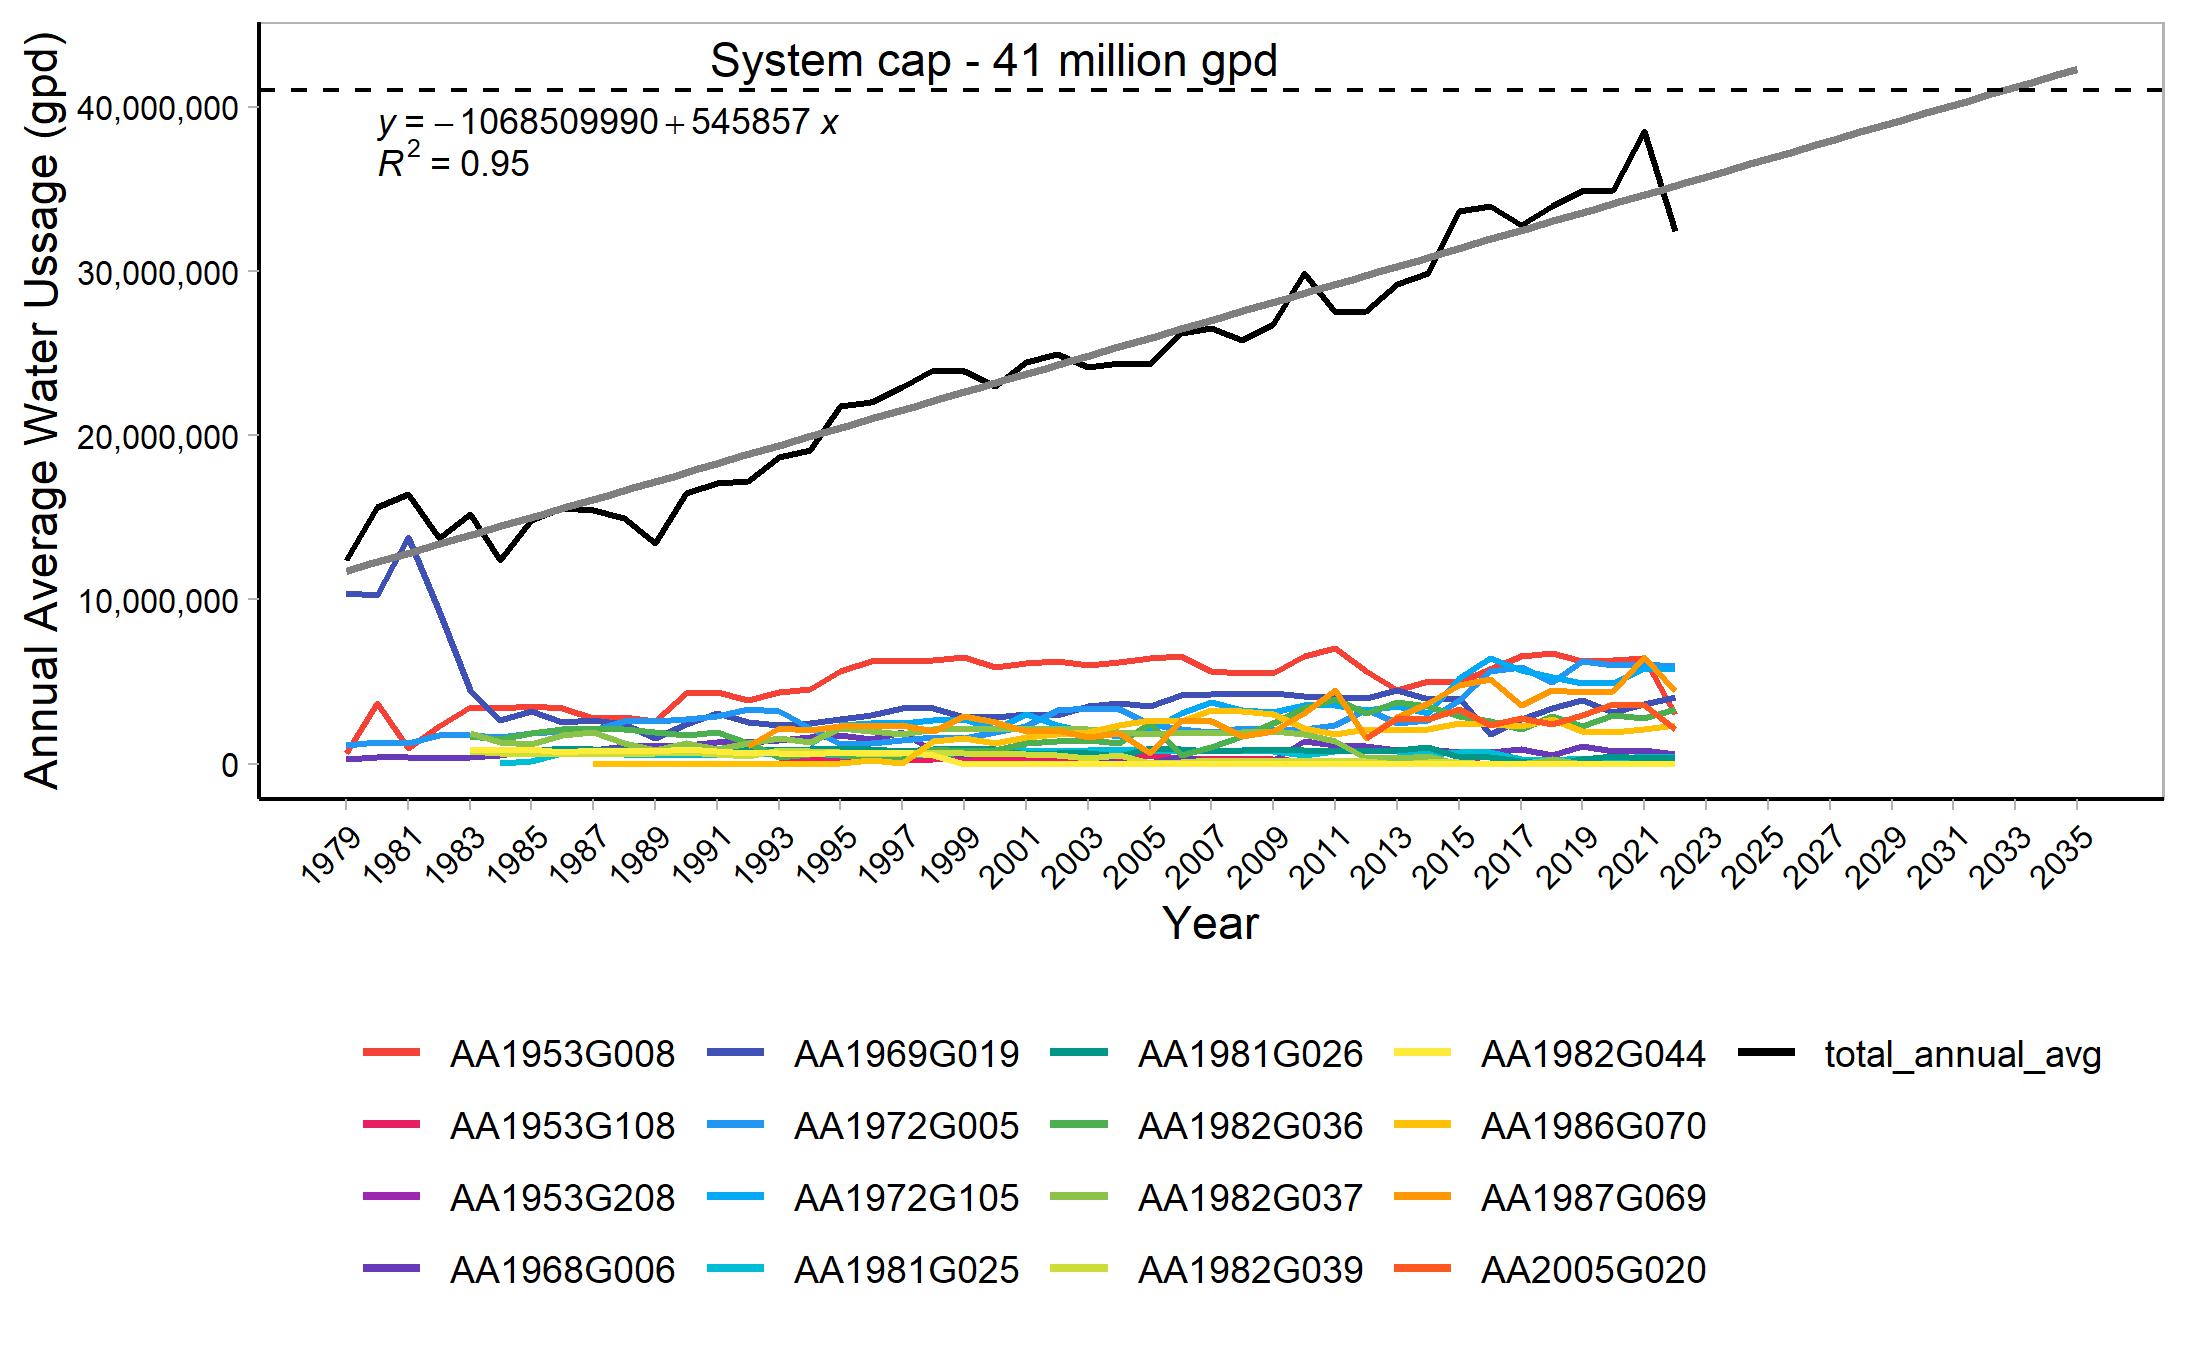 System cap - 41 million gpd
y = − 1068509990 + 545857 x
R2 = 0.95
Annual Average Water Ussage (gpd)
40,000,000
30,000,000
20,000,000
10,000,000
0
1979 1981 1983 1985 1987 1989 1991 1993 1995 1997 1999 2001 2003 2005 2007 2009 2011 2013 2015 2017 2019 2021 2023 2025 2027 2029 2031 2033 2035
Year
AA1953G008 AA1969G019 AA1981G026 AA1982G044 total_annual_avg
AA1953G108 AA1972G005 AA1982G036 AA1986G070
AA1953G208 AA1972G105 AA1982G037 AA1987G069
AA1968G006 AA1981G025 AA1982G039 AA2005G020